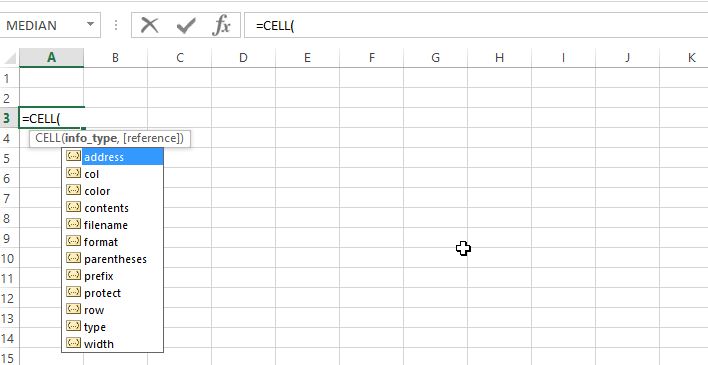 MEDIAN fx =CELL(
A B C D E F G H I J K
1
2
3 =CELL(
4 CELL(info_type, [reference])
5 address
6 col
color
7 contents
8 filename
9 format
10 parentheses
11 prefix
12 protect
13 row
14 type
width
15